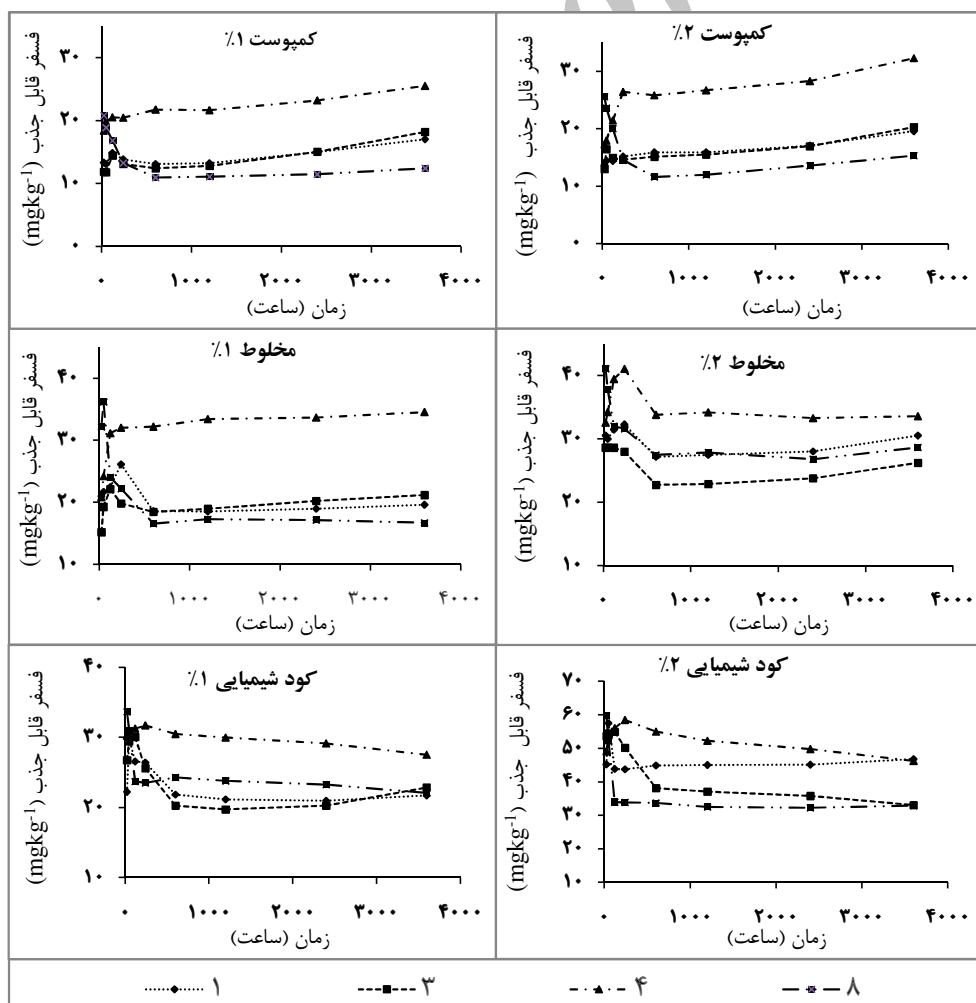 کمپوست ۱٪
فسفر قابل جذب (mgkg-1)
۳۰
۲۰
۱۰
۰
۰ ۱۰۰۰ ۲۰۰۰ ۳۰۰۰ ۴۰۰۰
زمان (ساعت)
کمپوست ۲٪
فسفر قابل جذب (mgkg-1)
۳۰
۲۰
۱۰
۰
۰ ۱۰۰۰ ۲۰۰۰ ۳۰۰۰ ۴۰۰۰
زمان (ساعت)
مخلوط ۱٪
فسفر قابل جذب (mgkg-1)
۴۰
۳۰
۲۰
۱۰
۰ ۱۰۰۰ ۲۰۰۰ ۳۰۰۰ ۴۰۰۰
زمان (ساعت)
مخلوط ۲٪
فسفر قابل جذب (mgkg-1)
۴۰
۳۰
۲۰
۱۰
۰ ۱۰۰۰ ۲۰۰۰ ۳۰۰۰ ۴۰۰۰
زمان (ساعت)
کود شیمیایی ۱٪
فسفر قابل جذب (mgkg-1)
۴۰
۳۰
۲۰
۱۰
۰ ۱۰۰۰ ۲۰۰۰ ۳۰۰۰ ۴۰۰۰
زمان (ساعت)
کود شیمیایی ۲٪
فسفر قابل جذب (mgkg-1)
۷۰
۶۰
۵۰
۴۰
۳۰
۲۰
۱۰
۰ ۱۰۰۰ ۲۰۰۰ ۳۰۰۰ ۴۰۰۰
زمان (ساعت)
۱ ۳ ۴ ۸